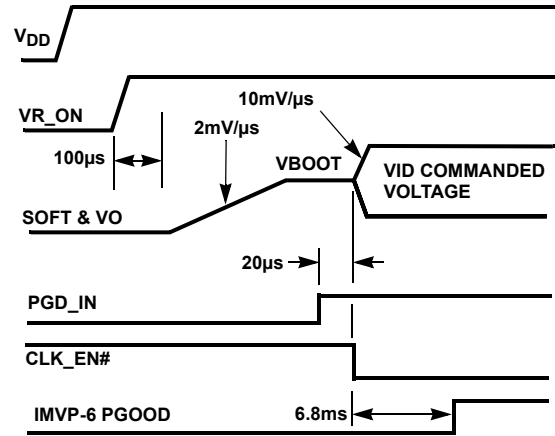 VDD
VR_ON
100µs
2mV/µs
10mV/µs
VBOOT
VID COMMANDED
VOLTAGE
SOFT & VO
20µs
PGD_IN
CLK_EN#
IMVP-6 PGOOD
6.8ms